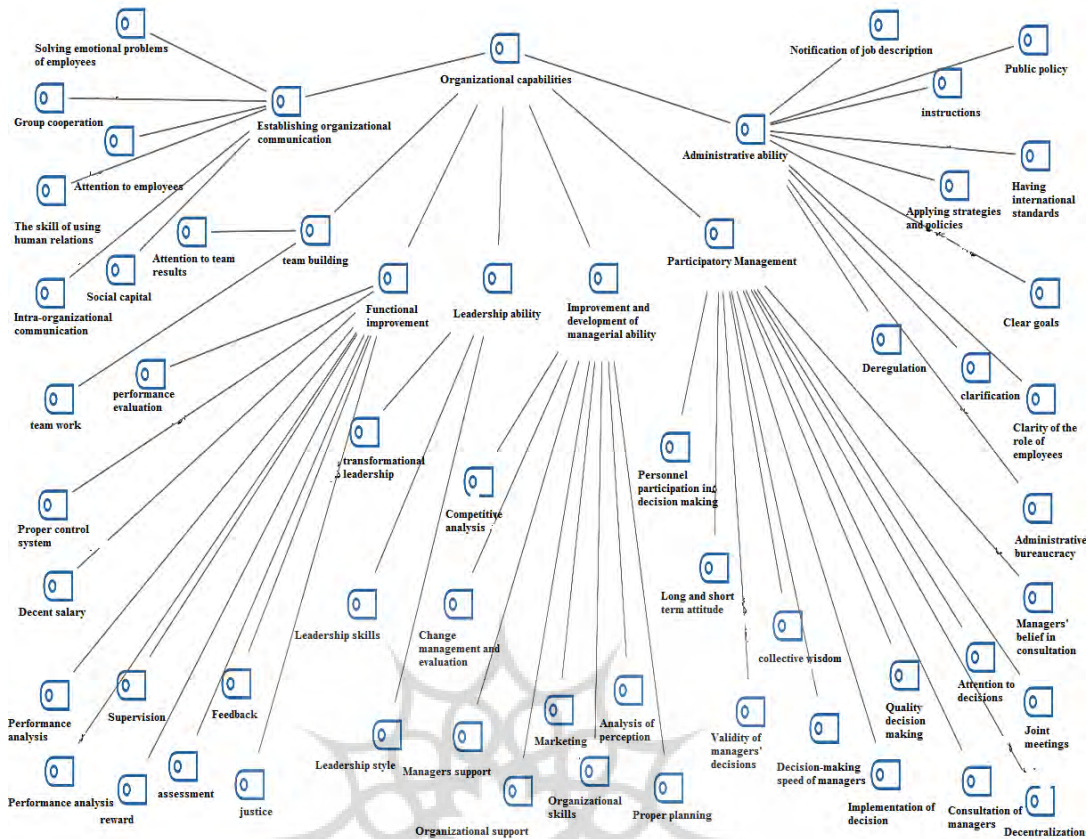 Solving emotional problems
of employees
Organizational capabilities
Notification of job description
Public policy
Group cooperation
Establishing organizational
communication
instructions
Administrative ability
Attention to employees
Having
international
standards
The skill of using
human relations
Applying strategies
and policies
Attention to team
results
team building
Participatory Management
Social capital
Intra-organizational
communication
Functional
improvement
Leadership ability
Improvement and
development of
managerial ability
Clear goals
Deregulation
clarification
performance
evaluation
team work
Clarity of the
role of
employees
transformational
leadership
Personnel
participation in
decision making
Competitive
analysis
Proper control
system
Administrative
bureaucracy
Decent salary
Long and short
term attitude
Leadership skills
Change
management and
evaluation
collective wisdom
Managers'
belief in
consultation
Performance
analysis
Supervision
Feedback
Attention to
decisions
Quality
decision
making
Joint
meetings
Leadership style
Managers support
Marketing
Analysis of
perception
Validity of
managers'
decisions
Decision-making
speed of managers
Performance analysis
reward
assessment
justice
Organizational support
Organizational
skills
Proper planning
Implementation of
decision
Consultation of
managers
Decentralization